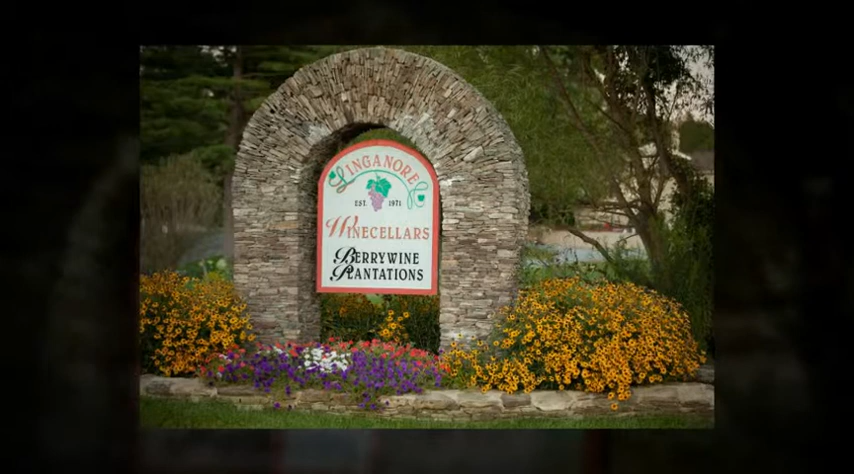 LINGANORE
EST. 1971
WINECELLARS
BERRYWINE
PLANTATIONS